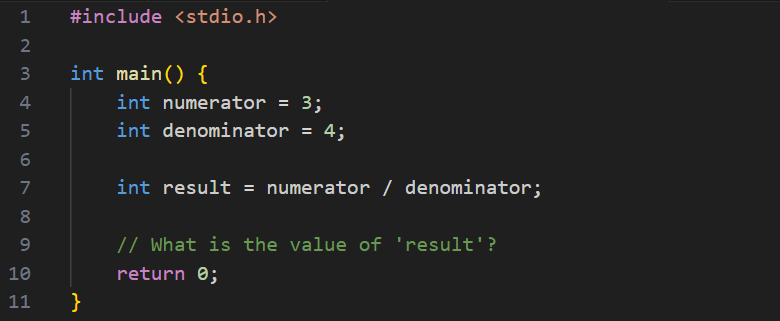 1 #include <stdio.h>
2
3 int main() {
4     int numerator = 3;
5     int denominator = 4;
6
7     int result = numerator / denominator;
8
9     // What is the value of 'result'?
10     return 0;
11 }